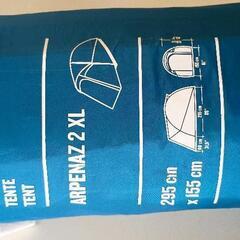 TENTE
TENT
ARPENAZ 2 XL
295 cm
x 155 cm